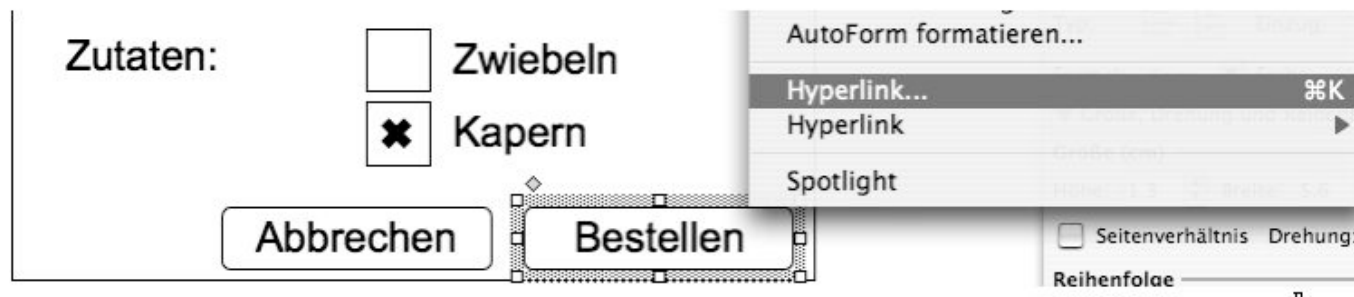 Zutaten:
Zwiebeln
Kapern
Abbrechen
Bestellen
AutoForm formatieren...
Hyperlink... ⌘K
Hyperlink
Spotlight
Seitenverhältnis Drehung:
Reihenfolge